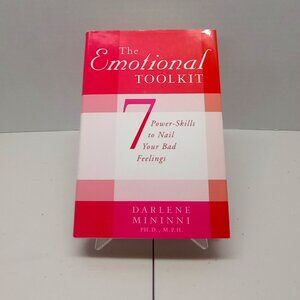 The
Emotional
TOOLKIT
7
Power-Skills
to Nail
Your Bad
Feelings
DARLENE
MININNI
PH.D., M.P.H.